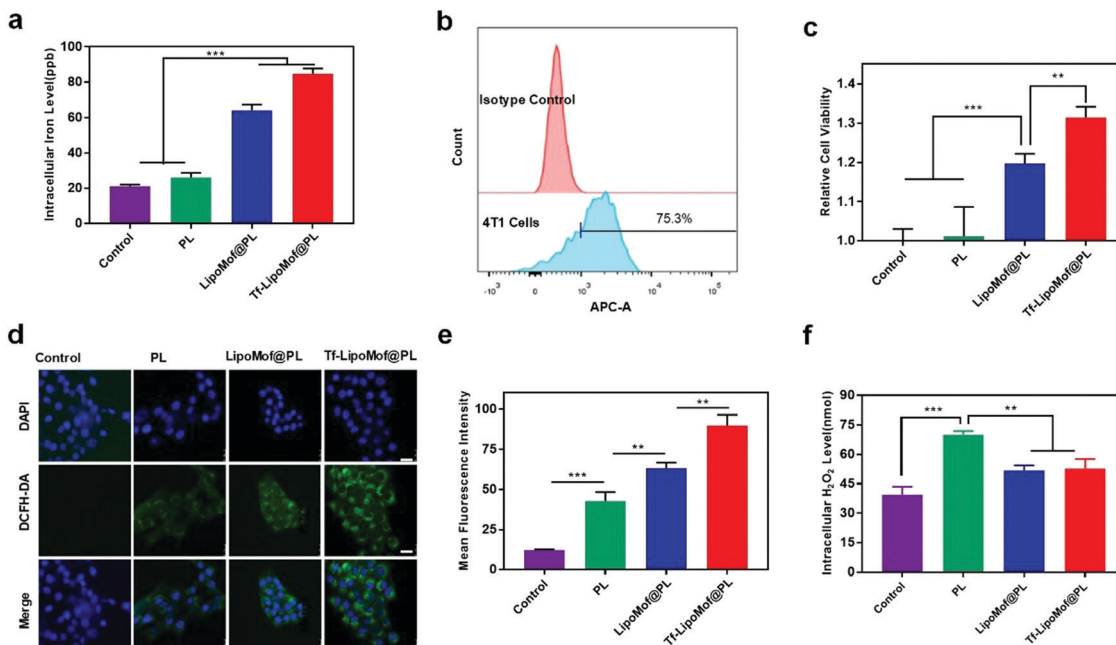 a
Intracellular Iron Level(ppb)
100
80
60
40
20
0
***
Control
PL
LipoMof@PL
Tf-LipoMof@PL
b
Count
Isotype Control
4T1 Cells
75.3%
-10³
0
10³
10⁴
10⁵
APC-A
c
Relative Cell Viability
1.4
1.3
1.2
1.1
1.0
***
**
Control
PL
LipoMof@PL
Tf-LipoMof@PL
d
Control
PL
LipoMof@PL
Tf-LipoMof@PL
DAPI
DCFH-DA
Merge
e
Mean Fluorescence Intensity
100
75
50
25
0
***
**
**
Control
PL
LipoMof@PL
Tf-LipoMof@PL
f
Intracellular H₂O₂ Level(nmol)
90
75
60
45
30
15
0
***
**
Control
PL
LipoMof@PL
Tf-LipoMof@PL